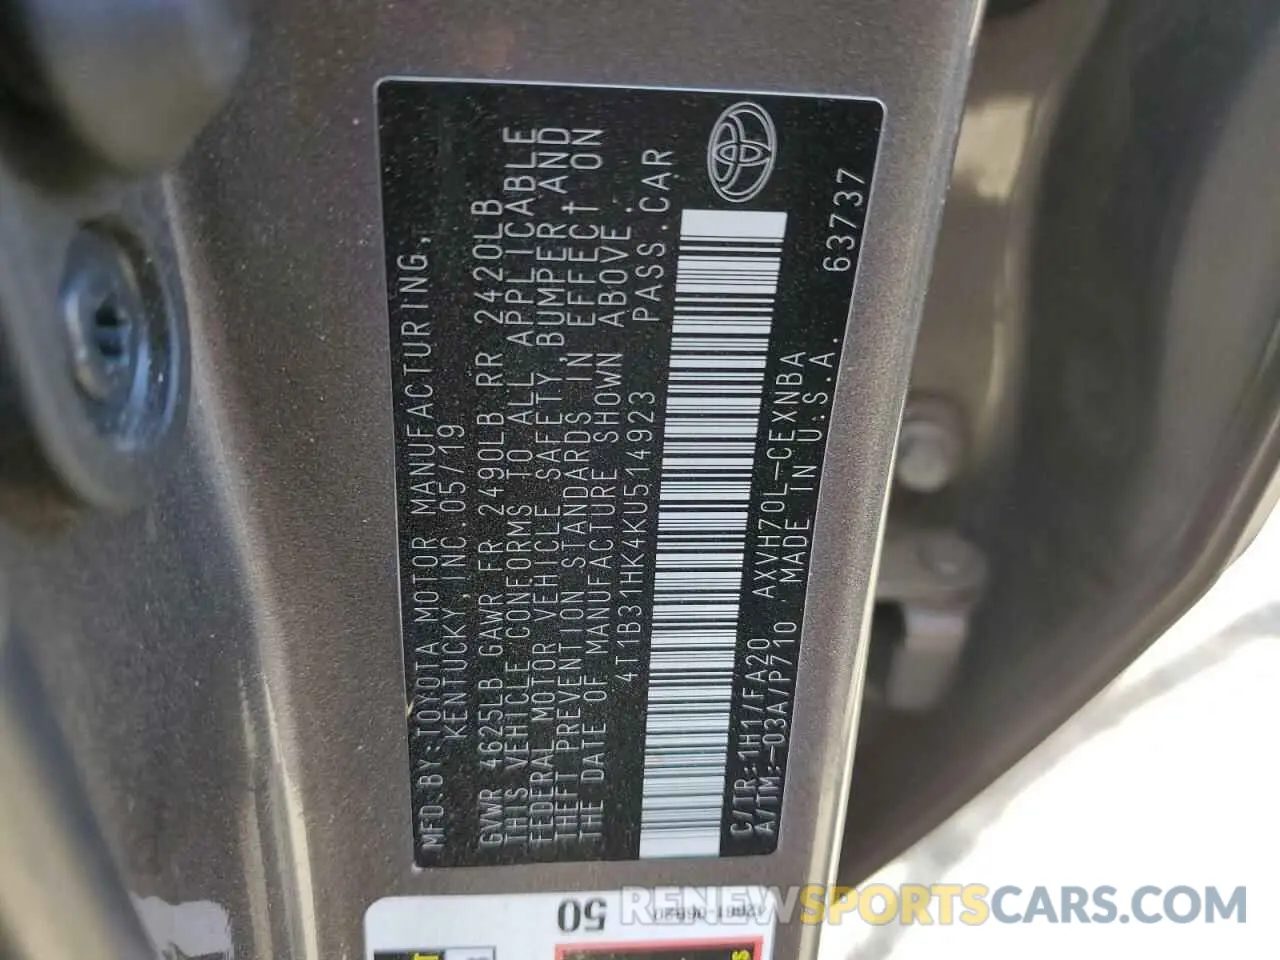 MFD.BY:TOYOTA MOTOR MANUFACTURING,
KENTUCKY,INC.05/19
GVWR 4625LB GAWR FR 2490LB RR 2420LB
THIS VEHICLE CONFORMS TO ALL APPLICABLE
FEDERAL MOTOR VEHICLE SAFETY,BUMPER AND
THEFT PREVENTION STANDARDS IN EFFECT ON
THE DATE OF MANUFACTURE SHOWN ABOVE.
4T1B31HK4KU514923 PASS.CAR
C/TR:1H1/FA20 AXVH70L-CEXNBA
A/TM:-03A/P710 MADE IN U.S.A. 63737
50
RENEWSPORTSCARS.COM